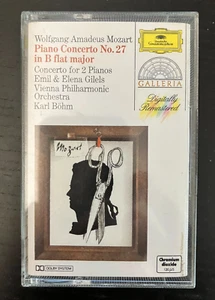 Wolfgang Amadeus Mozart
Piano Concerto No. 27
in B flat major
Concerto for 2 Pianos
Emil & Elena Gilels
Vienna Philharmonic
Orchestra
Karl Böhm
Deutsche
Grammophon
GALLERIA
Digitally
Remastered
Mozart
DOLBY SYSTEM
Chromium
dioxide